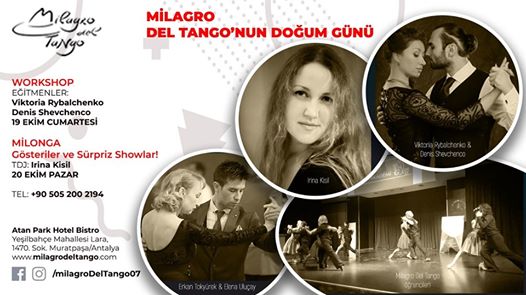 Milagro
del
Tango
MİLAGRO
DEL TANGO'NUN DOĞUM GÜNÜ
WORKSHOP
EĞİTMENLER:
Viktoria Rybalchenko
Denis Shevchenco
19 EKİM CUMARTESİ
MİLONGA
Gösteriler ve Sürpriz Showlar!
TDJ: Irina Kisil
20 EKİM PAZAR
TEL: +90 505 200 2194
Atan Park Hotel Bistro
Yeşilbahçe Mahallesi Lara,
1470. Sok. Muratpaşa/Antalya
www.milagrodeltango.com
/milagroDelTango07
Irina Kisil
Viktoria Rybalchenko &
Denis Shevchenco
Erkan Tokyürek & Elena Uluçay
Milagro Del Tango
öğrencileri